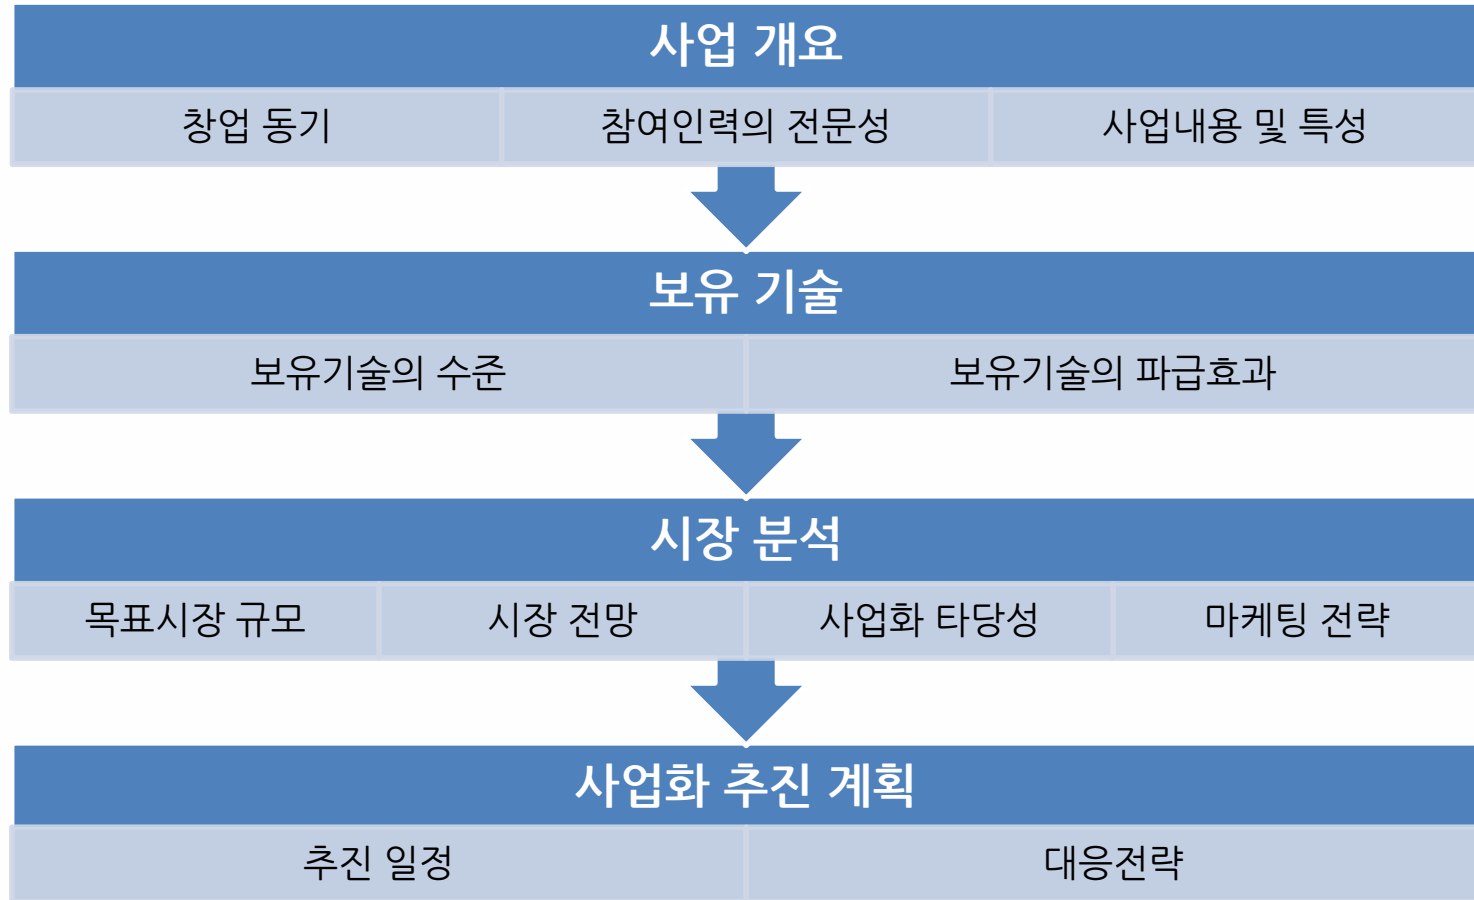 사업 개요
창업 동기 참여인력의 전문성 사업내용 및 특성
보유 기술
보유기술의 수준 보유기술의 파급효과
시장 분석
목표시장 규모 시장 전망 사업화 타당성 마케팅 전략
사업화 추진 계획
추진 일정 대응전략